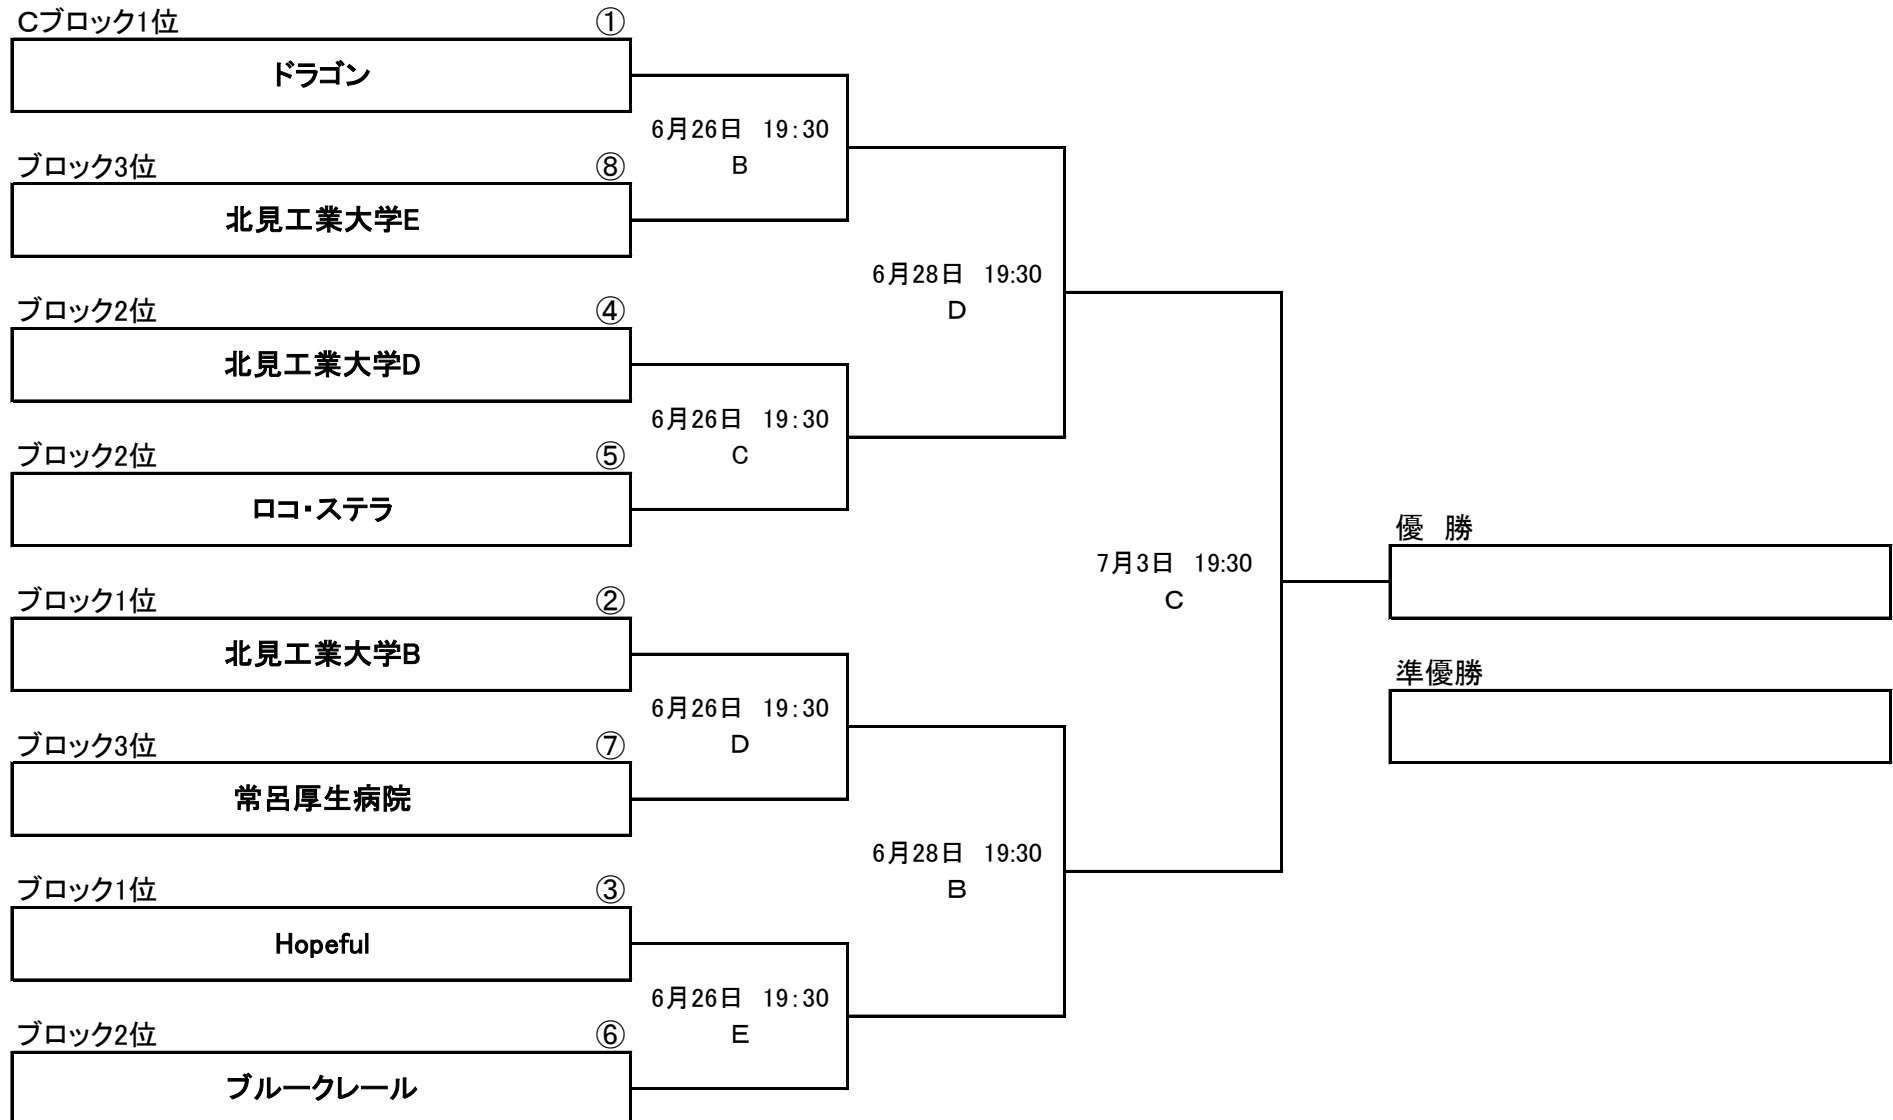 Cブロック1位 ①
ドラゴン
6月26日 19:30
B
ブロック3位 ⑧
北見工業大学E
6月28日 19:30
D
ブロック2位 ④
北見工業大学D
6月26日 19:30
C
ブロック2位 ⑤
ロコ・ステラ
優 勝
7月3日 19:30
C
ブロック1位 ②
北見工業大学B
準優勝
6月26日 19:30
D
ブロック3位 ⑦
常呂厚生病院
6月28日 19:30
B
ブロック1位 ③
Hopeful
6月26日 19:30
E
ブロック2位 ⑥
ブルークレール